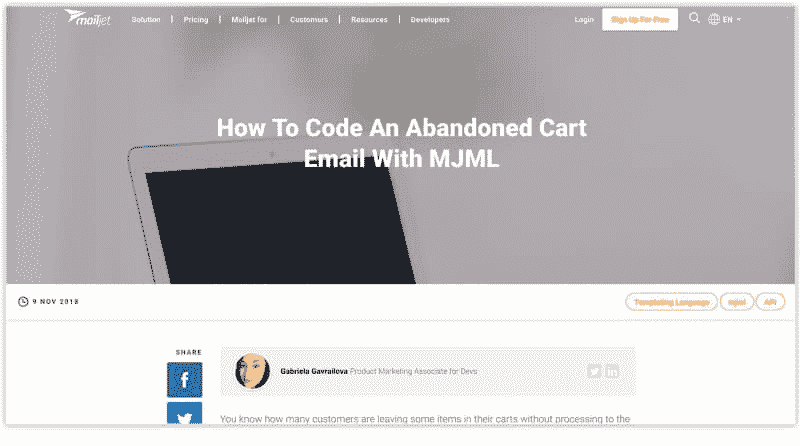 mailjet
Solution | Pricing | Mailjet for | Customers | Resources | Developers
Login Sign Up For Free EN
How To Code An Abandoned Cart
Email With MJML
9 NOV 2018
Templating Language mjml API
SHARE
Gabriela Gavrailova Product Marketing Associate for Devs
You know how many customers are leaving some items in their carts without processing to the